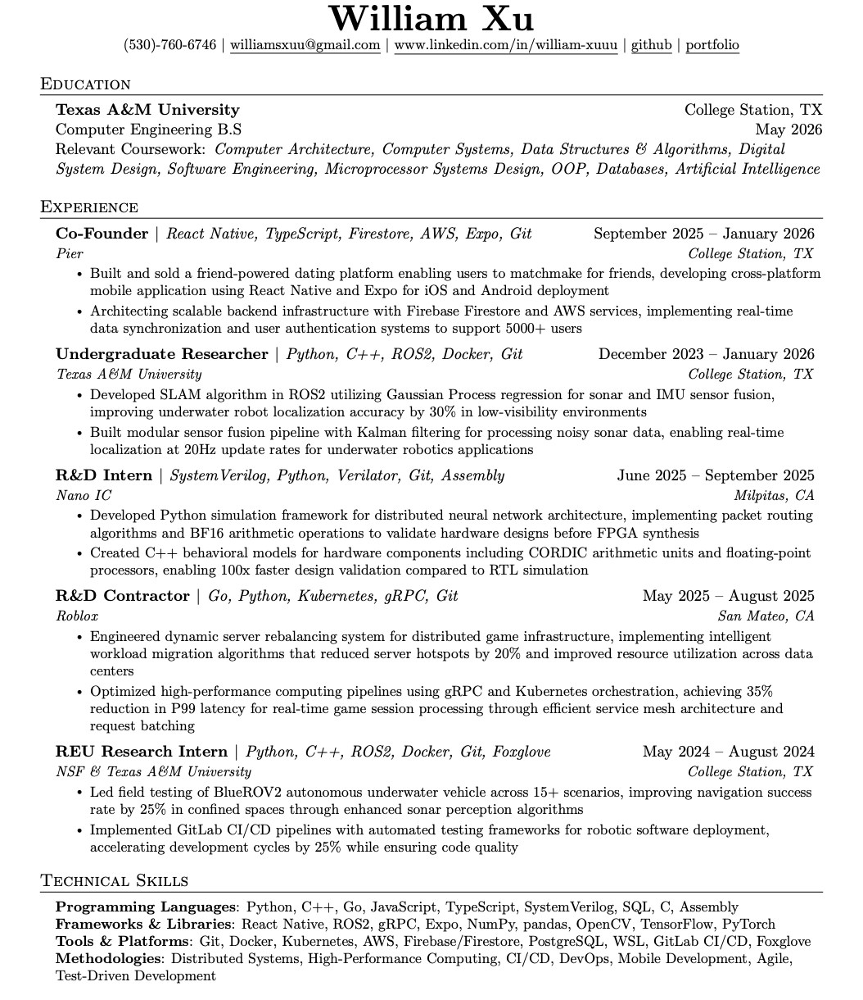 William Xu
(530)-760-6746 | williamsxuu@gmail.com | www.linkedin.com/in/william-xuuu | github | portfolio
Education
Texas A&M University College Station, TX
Computer Engineering B.S May 2026
Relevant Coursework: Computer Architecture, Computer Systems, Data Structures & Algorithms, Digital
System Design, Software Engineering, Microprocessor Systems Design, OOP, Databases, Artificial Intelligence
Experience
Co-Founder | React Native, TypeScript, Firestore, AWS, Expo, Git September 2025 – January 2026
Pier College Station, TX
• Built and sold a friend-powered dating platform enabling users to matchmake for friends, developing cross-platform
mobile application using React Native and Expo for iOS and Android deployment
• Architecting scalable backend infrastructure with Firebase Firestore and AWS services, implementing real-time
data synchronization and user authentication systems to support 5000+ users
Undergraduate Researcher | Python, C++, ROS2, Docker, Git December 2023 – January 2026
Texas A&M University College Station, TX
• Developed SLAM algorithm in ROS2 utilizing Gaussian Process regression for sonar and IMU sensor fusion,
improving underwater robot localization accuracy by 30% in low-visibility environments
• Built modular sensor fusion pipeline with Kalman filtering for processing noisy sonar data, enabling real-time
localization at 20Hz update rates for underwater robotics applications
R&D Intern | SystemVerilog, Python, Verilator, Git, Assembly June 2025 – September 2025
Nano IC Milpitas, CA
• Developed Python simulation framework for distributed neural network architecture, implementing packet routing
algorithms and BF16 arithmetic operations to validate hardware designs before FPGA synthesis
• Created C++ behavioral models for hardware components including CORDIC arithmetic units and floating-point
processors, enabling 100x faster design validation compared to RTL simulation
R&D Contractor | Go, Python, Kubernetes, gRPC, Git May 2025 – August 2025
Roblox San Mateo, CA
• Engineered dynamic server rebalancing system for distributed game infrastructure, implementing intelligent
workload migration algorithms that reduced server hotspots by 20% and improved resource utilization across data
centers
• Optimized high-performance computing pipelines using gRPC and Kubernetes orchestration, achieving 35%
reduction in P99 latency for real-time game session processing through efficient service mesh architecture and
request batching
REU Research Intern | Python, C++, ROS2, Docker, Git, Foxglove May 2024 – August 2024
NSF & Texas A&M University College Station, TX
• Led field testing of BlueROV2 autonomous underwater vehicle across 15+ scenarios, improving navigation success
rate by 25% in confined spaces through enhanced sonar perception algorithms
• Implemented GitLab CI/CD pipelines with automated testing frameworks for robotic software deployment,
accelerating development cycles by 25% while ensuring code quality
Technical Skills
Programming Languages: Python, C++, Go, JavaScript, TypeScript, SystemVerilog, SQL, C, Assembly
Frameworks & Libraries: React Native, ROS2, gRPC, Expo, NumPy, pandas, OpenCV, TensorFlow, PyTorch
Tools & Platforms: Git, Docker, Kubernetes, AWS, Firebase/Firestore, PostgreSQL, WSL, GitLab CI/CD, Foxglove
Methodologies: Distributed Systems, High-Performance Computing, CI/CD, DevOps, Mobile Development, Agile,
Test-Driven Development